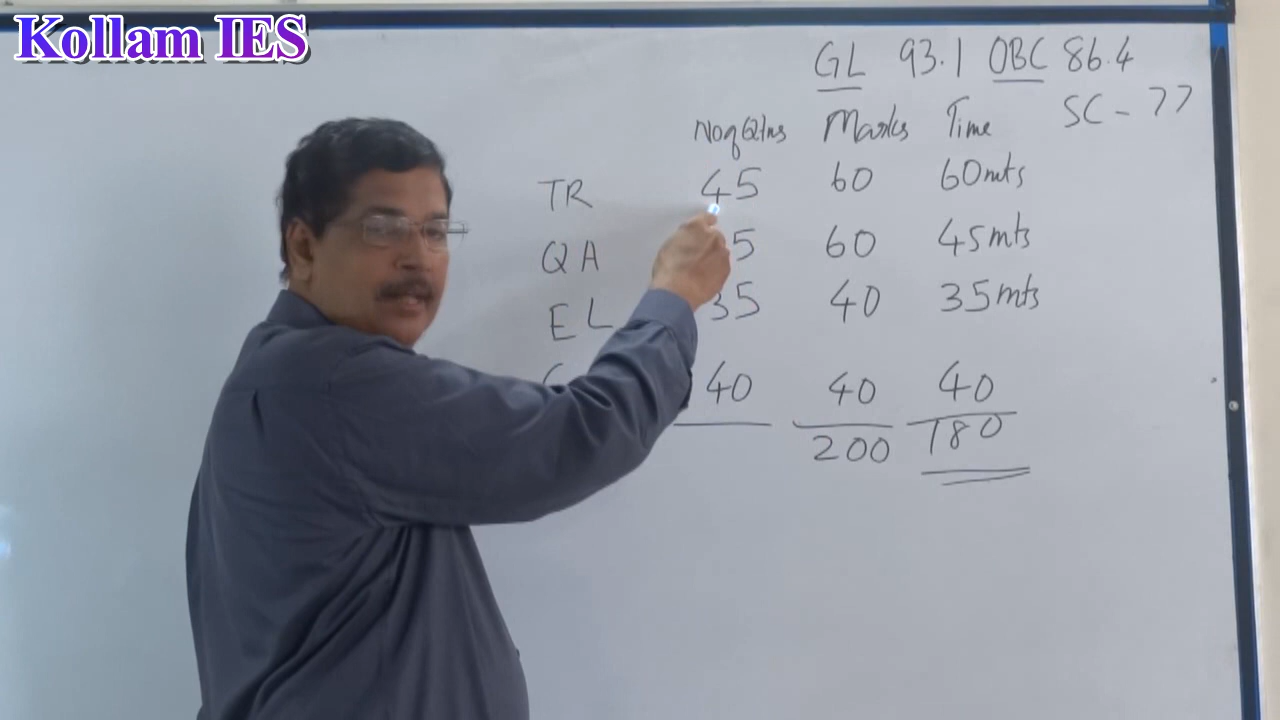 Kollam IES
GL 93.1 OBC 86.4
SC - 77
No of Qtns Marks Time
TR 45 60 60mts
QA 5 60 45mts
EL 35 40 35mts
40 40 40
200 180